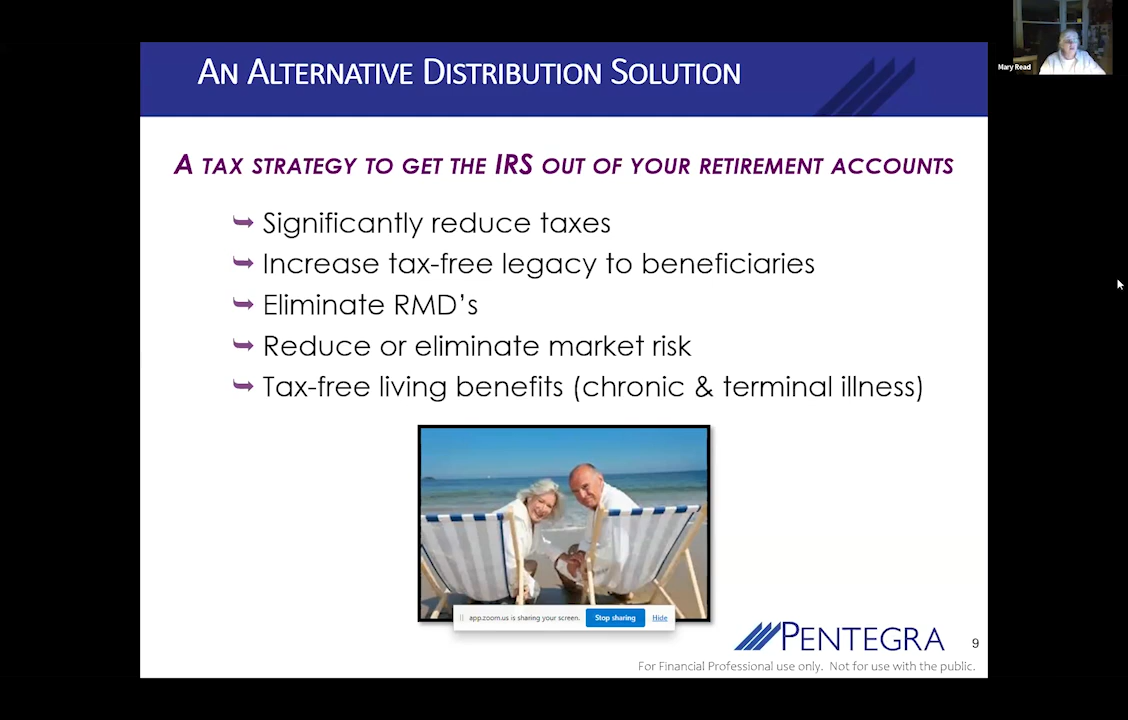 AN ALTERNATIVE DISTRIBUTION SOLUTION
Mary Read
A TAX STRATEGY TO GET THE IRS OUT OF YOUR RETIREMENT ACCOUNTS
Significantly reduce taxes
Increase tax-free legacy to beneficiaries
Eliminate RMD's
Reduce or eliminate market risk
Tax-free living benefits (chronic & terminal illness)
app.zoom.us is sharing your screen. Stop sharing Hide
PENTEGRA
9
For Financial Professional use only. Not for use with the public.